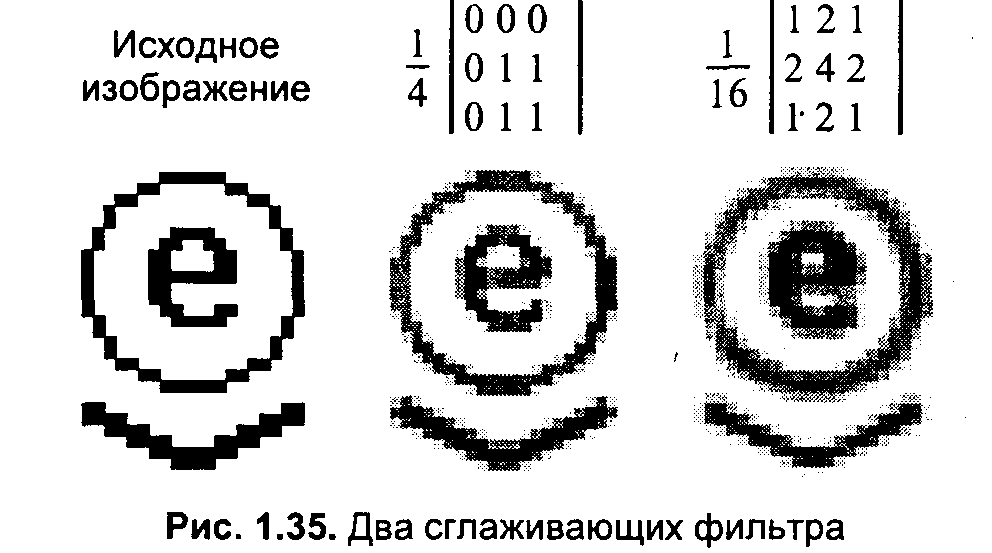 Исходное
изображение
1/4 |0 0 0|
|0 1 1|
|0 1 1|
1/16 |1 2 1|
|2 4 2|
|1 2 1|
e e e
Рис. 1.35. Два сглаживающих фильтра